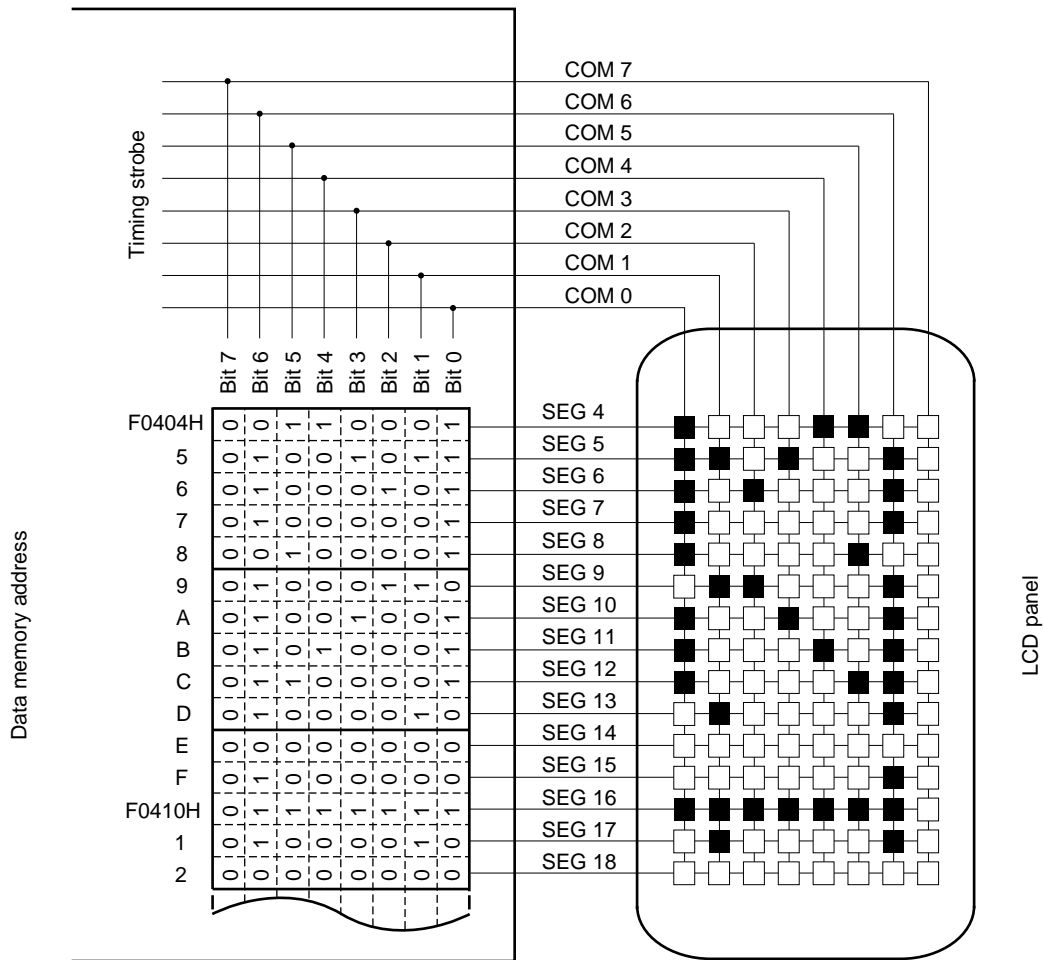 COM 7
COM 6
COM 5
COM 4
COM 3
COM 2
COM 1
COM 0
Timing strobe
Bit 7 Bit 6 Bit 5 Bit 4 Bit 3 Bit 2 Bit 1 Bit 0
F0404H 0 0 1 1 0 0 0 1 SEG 4
5 0 1 0 0 1 0 1 1 SEG 5
6 0 1 0 0 0 1 0 1 SEG 6
7 0 1 0 0 0 0 0 1 SEG 7
8 0 0 1 0 0 0 0 1 SEG 8
9 0 1 0 0 0 1 1 0 SEG 9
A 0 1 0 0 1 0 0 1 SEG 10
B 0 1 0 1 0 0 0 1 SEG 11
C 0 1 1 0 0 0 0 1 SEG 12
D 0 1 0 0 0 0 1 0 SEG 13
E 0 0 0 0 0 0 0 0 SEG 14
F 0 1 0 0 0 0 0 0 SEG 15
F0410H 0 1 1 1 1 1 1 1 SEG 16
1 0 1 0 0 0 0 1 0 SEG 17
2 0 0 0 0 0 0 0 0 SEG 18
Data memory address
LCD panel